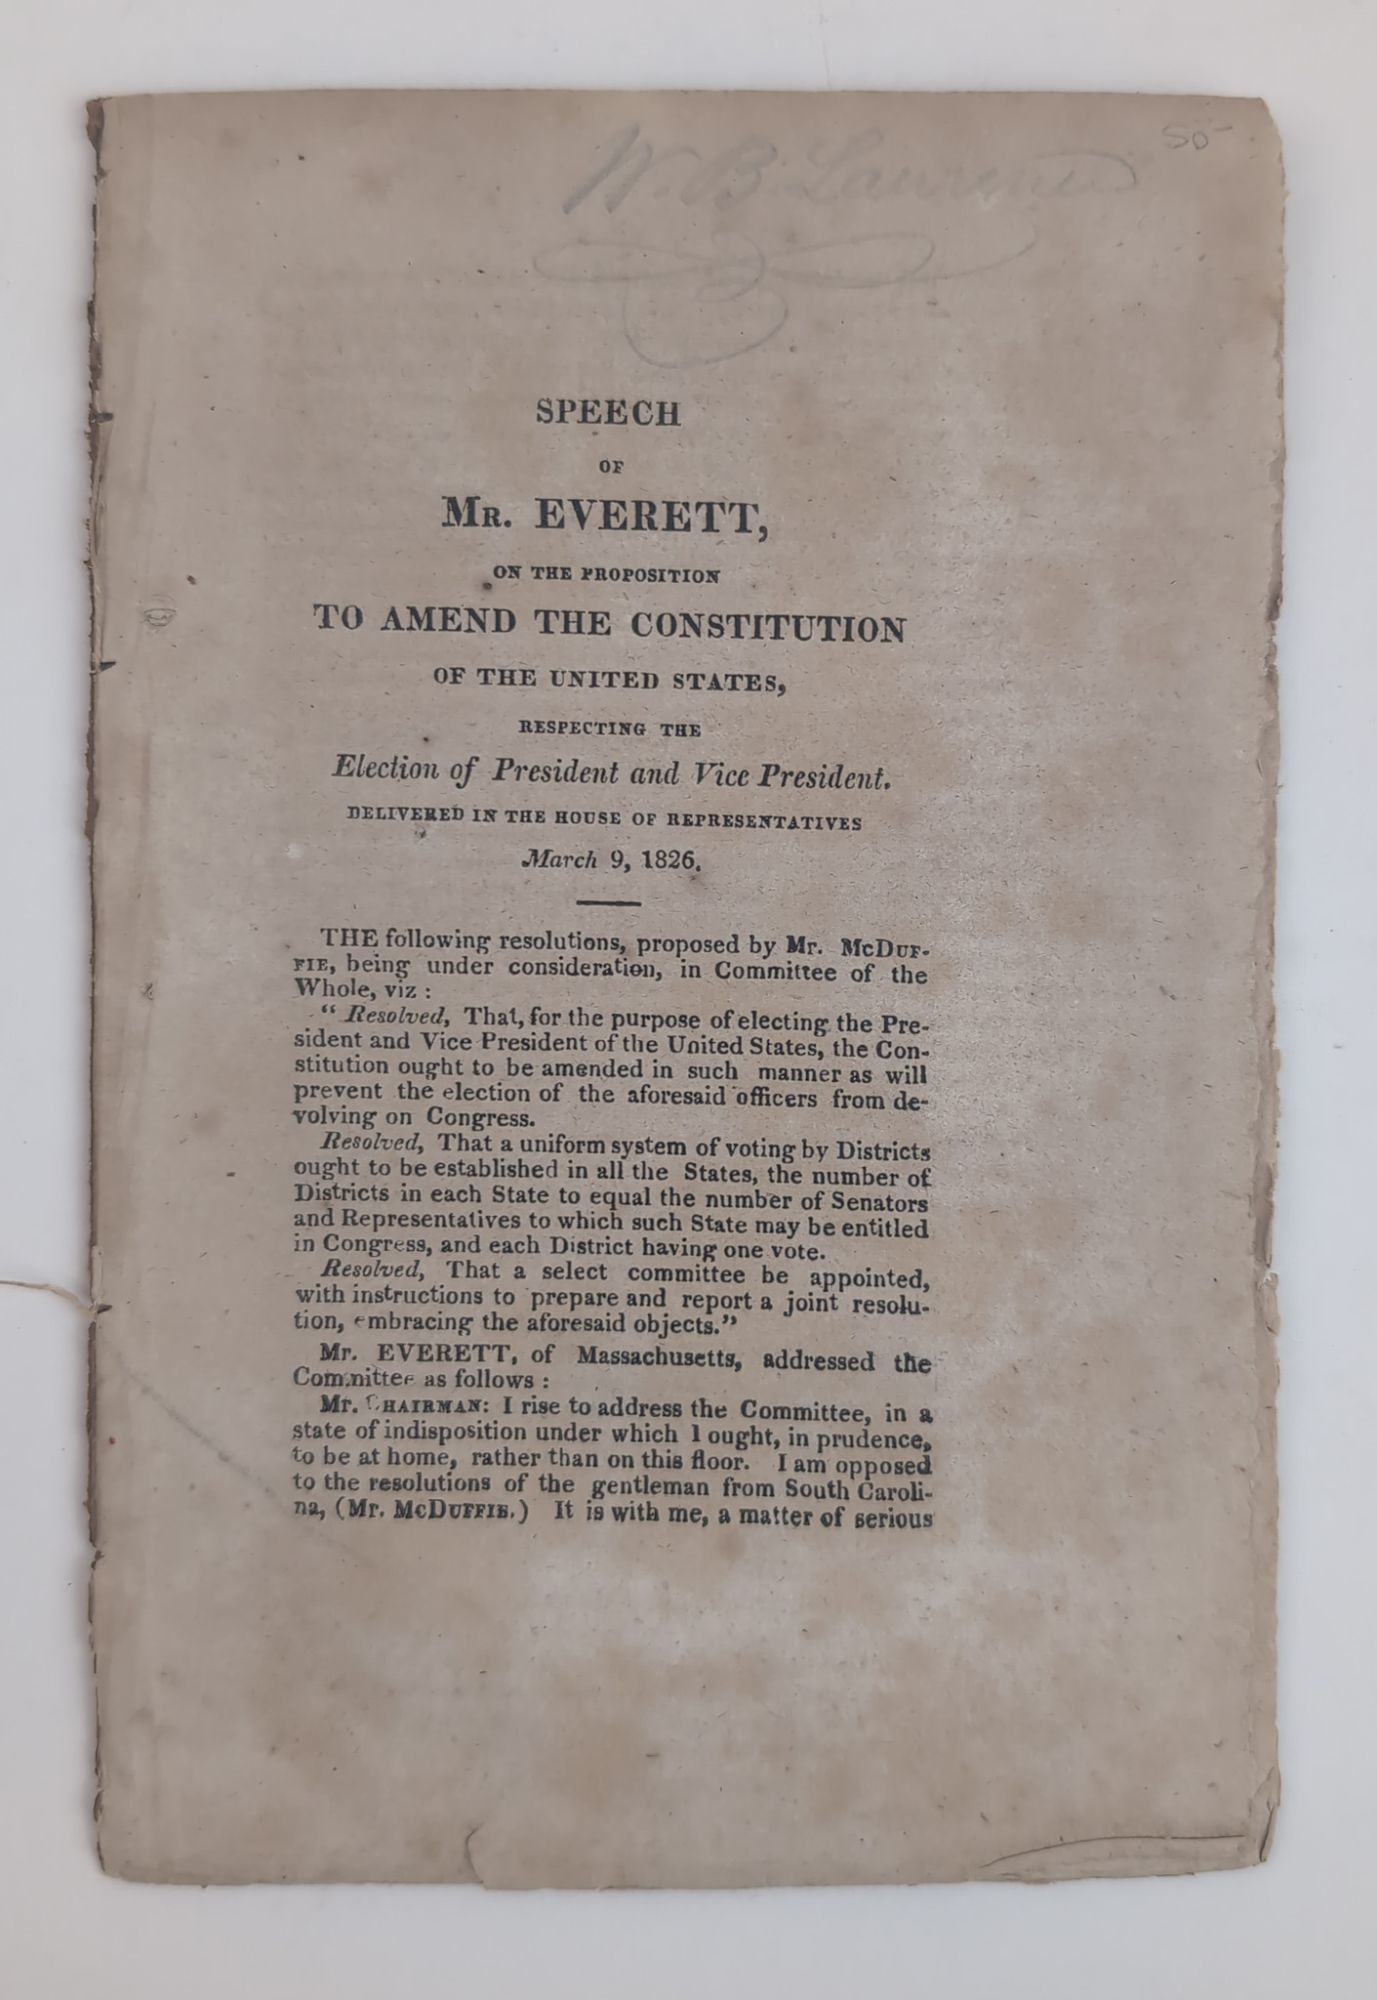 50-
W. B. Lawrence
SPEECH
OF
MR. EVERETT,
ON THE PROPOSITION
TO AMEND THE CONSTITUTION
OF THE UNITED STATES,
RESPECTING THE
Election of President and Vice President.
DELIVERED IN THE HOUSE OF REPRESENTATIVES
March 9, 1826.
THE following resolutions, proposed by Mr. McDUF-
FIE, being under consideration, in Committee of the
Whole, viz :
"Resolved, That, for the purpose of electing the Pre-
sident and Vice President of the United States, the Con-
stitution ought to be amended in such manner as will
prevent the election of the aforesaid officers from de-
volving on Congress.
Resolved, That a uniform system of voting by Districts
ought to be established in all the States, the number of
Districts in each State to equal the number of Senators
and Representatives to which such State may be entitled
in Congress, and each District having one vote.
Resolved, That a select committee be appointed,
with instructions to prepare and report a joint resolu-
tion, embracing the aforesaid objects."
Mr. EVERETT, of Massachusetts, addressed the
Committee as follows :
Mr. CHAIRMAN: I rise to address the Committee, in a
state of indisposition under which I ought, in prudence,
to be at home, rather than on this floor. I am opposed
to the resolutions of the gentleman from South Caroli-
na, (Mr. McDUFFIE.) It is with me, a matter of serious